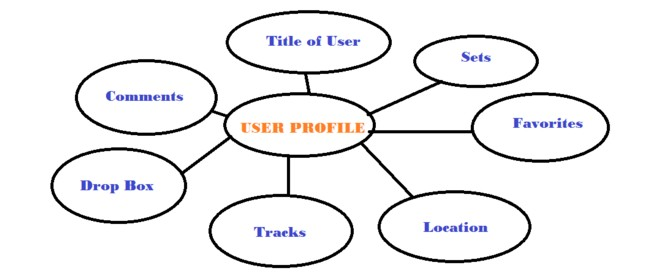 Title of User
Sets
Comments
USER PROFILE
Favorites
Drop Box
Tracks
Location